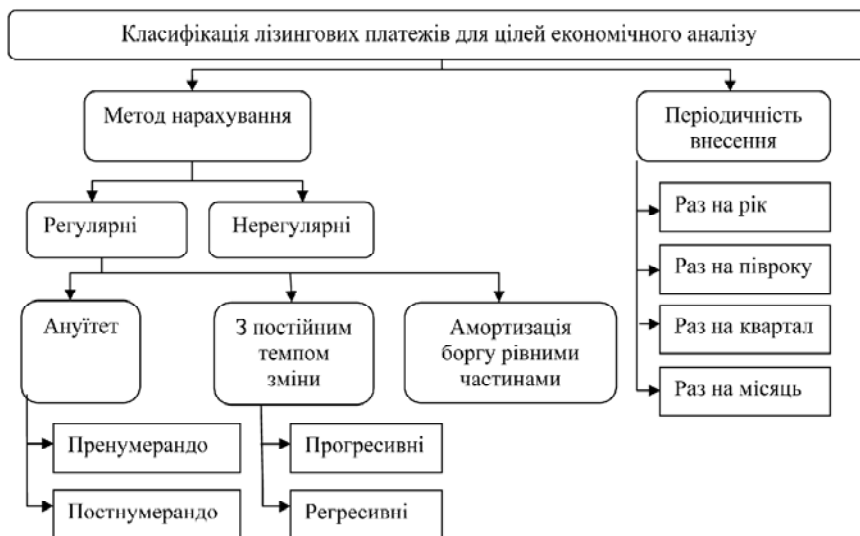 Класифікація лізингових платежів для цілей економічного аналізу
Метод нарахування
Періодичність
внесення
Регулярні
Нерегулярні
Раз на рік
Раз на півроку
Раз на квартал
Раз на місяць
Ануїтет
З постійним
темпом
зміни
Амортизація
боргу рівними
частинами
Пренумерандо
Постнумерандо
Прогресивні
Регресивні